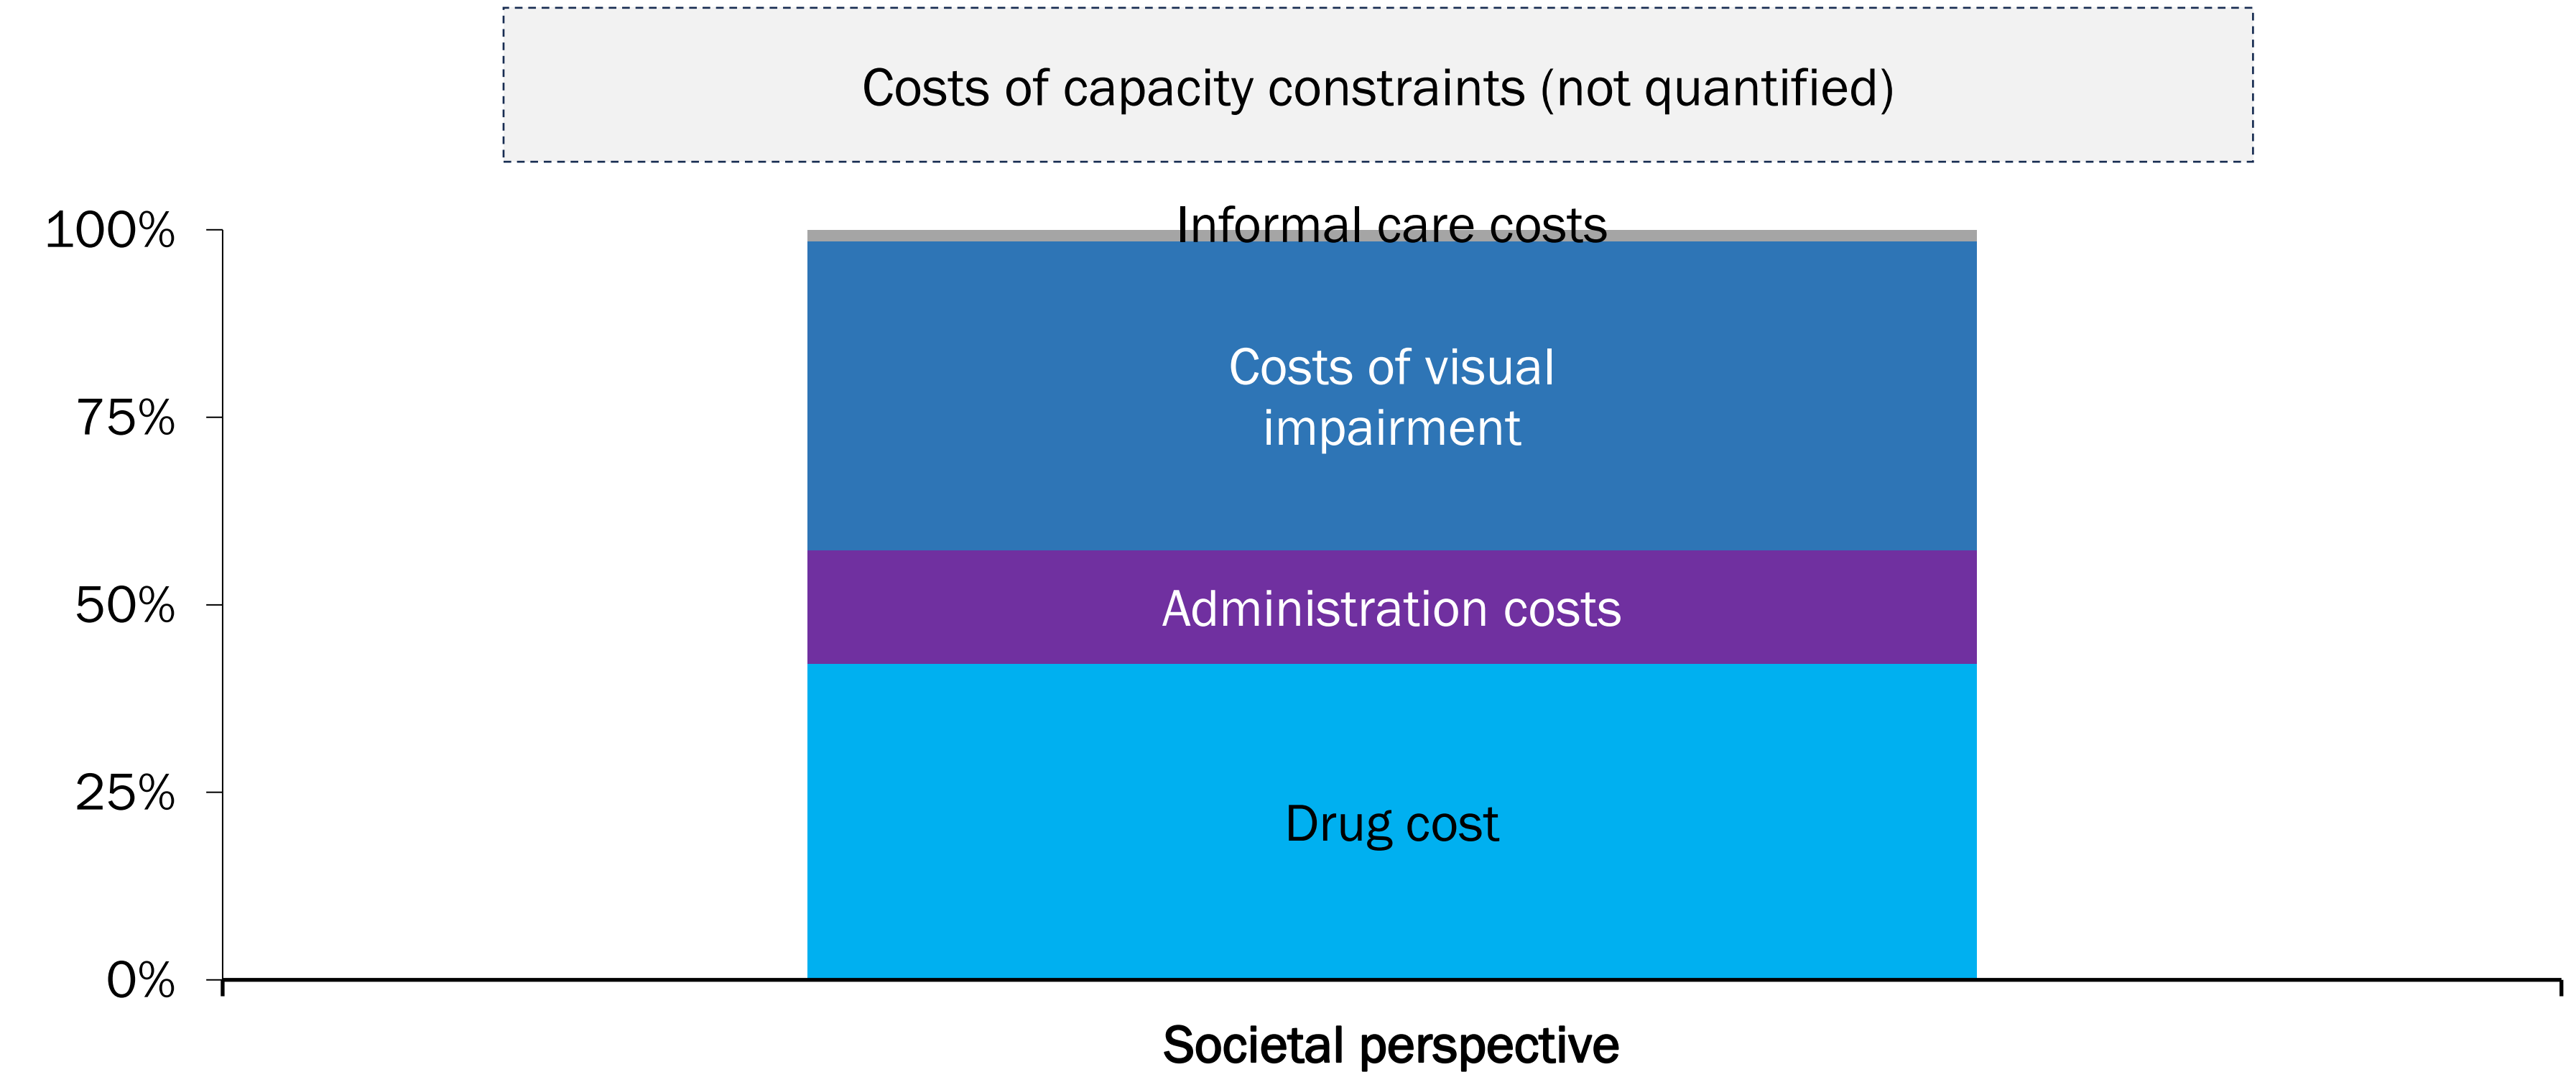 Costs of capacity constraints (not quantified)
100%
Informal care costs
Costs of visual
impairment
75%
50%
Administration costs
25%
Drug cost
0%
Societal perspective